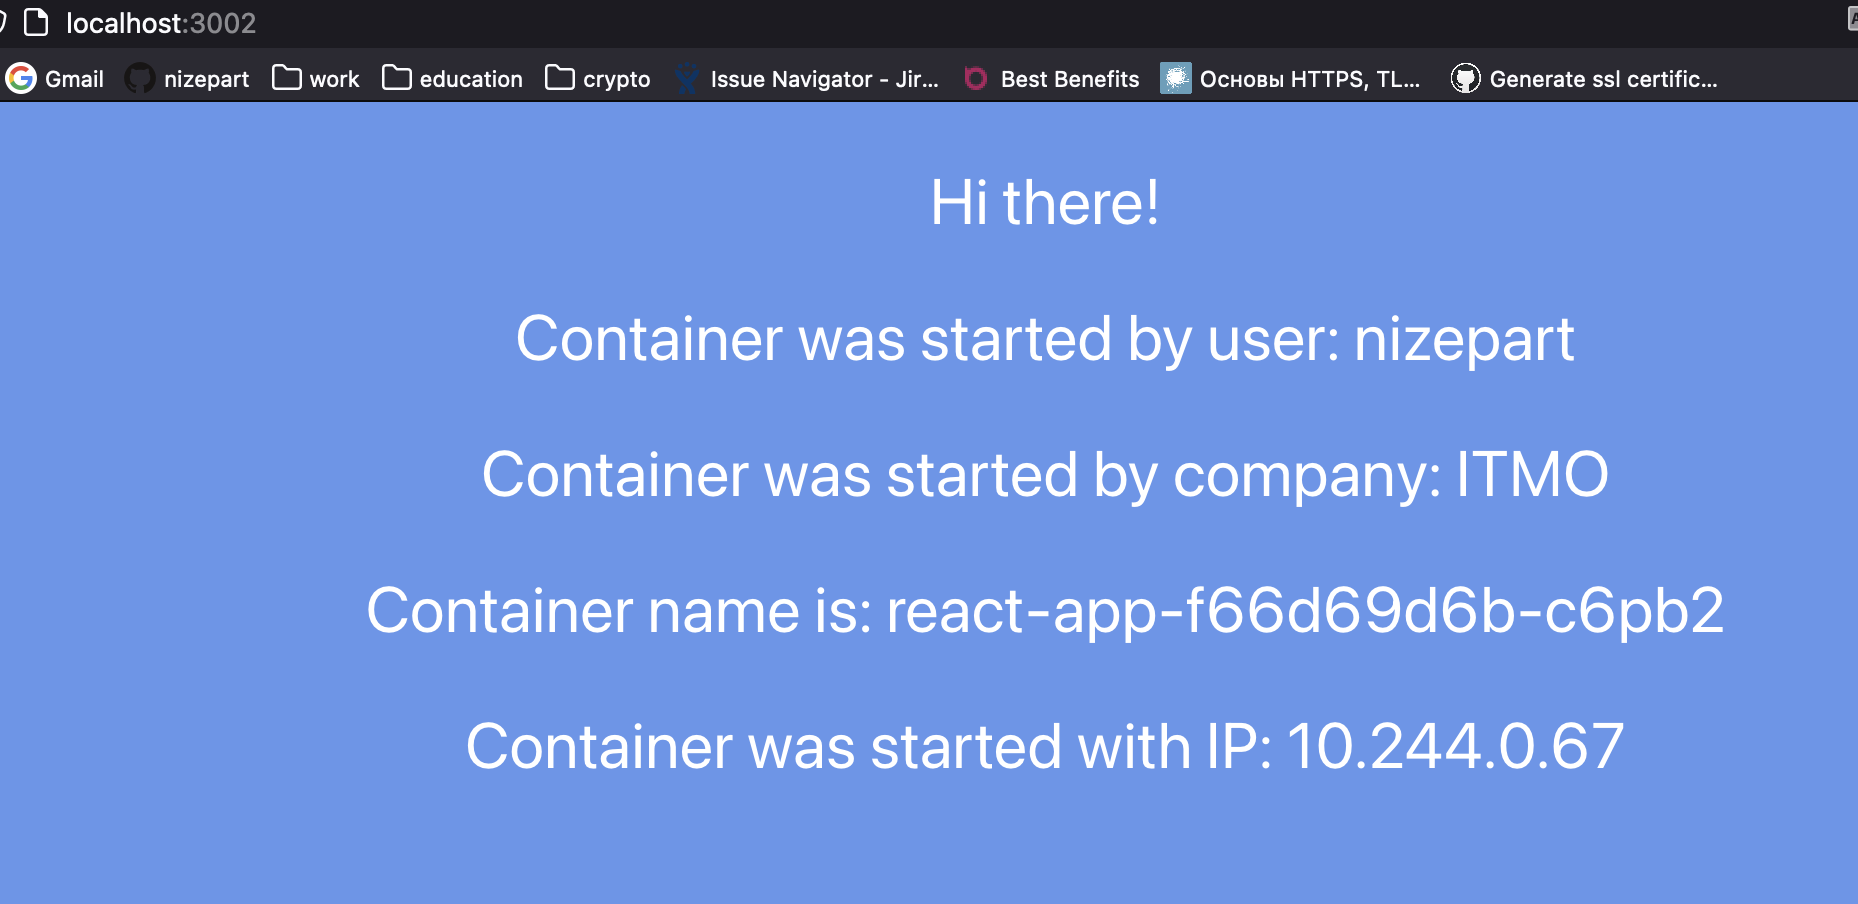 localhost:3002
Gmail nizepart work education crypto Issue Navigator - Jir... Best Benefits Основы HTTPS, TL... Generate ssl certific...
Hi there!
Container was started by user: nizepart
Container was started by company: ITMO
Container name is: react-app-f66d69d6b-c6pb2
Container was started with IP: 10.244.0.67